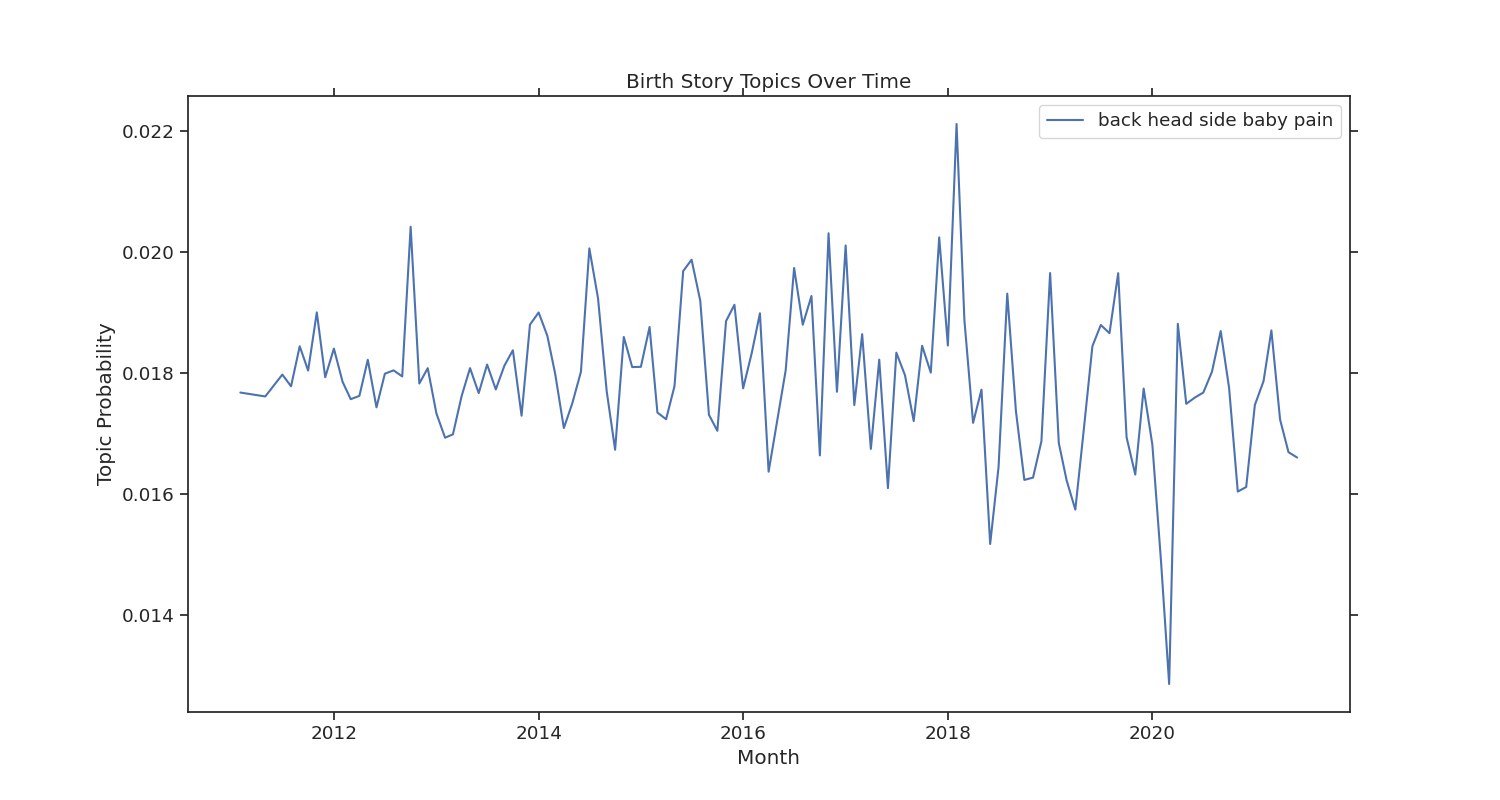 Birth Story Topics Over Time
back head side baby pain
0.022
0.020
0.018
0.016
0.014
Topic Probability
2012 2014 2016 2018 2020
Month